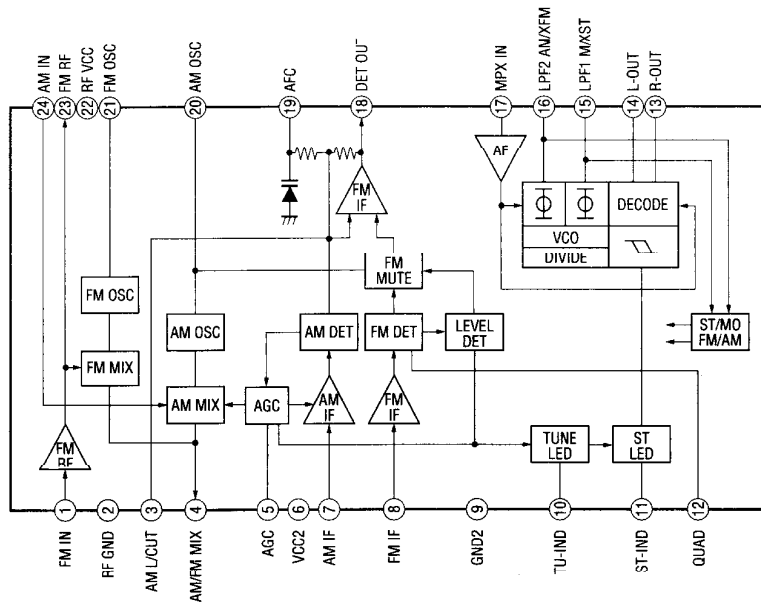 AM IN
FM RF
RF VCC
FM OSC
AM OSC
AFC
DET OUT
MPX IN
LPF2 AM/XFM
LPF1 M/XST
L-OUT
R-OUT
24
23
22
21
20
19
18
17
16
15
14
13
AF
FM
IF
DECODE
VCO
DIVIDE
FM OSC
FM
MUTE
AM OSC
AM DET
FM DET
LEVEL
DET
ST/MO
FM/AM
FM MIX
AM MIX
AGC
AM
IF
FM
IF
FM
RF
TUNE
LED
ST
LED
1
2
3
4
5
6
7
8
9
10
11
12
FM IN
RF GND
AM L/CUT
AM/FM MIX
AGC
VCC2
AM IF
FM IF
GND2
TU-IND
ST-IND
QUAD